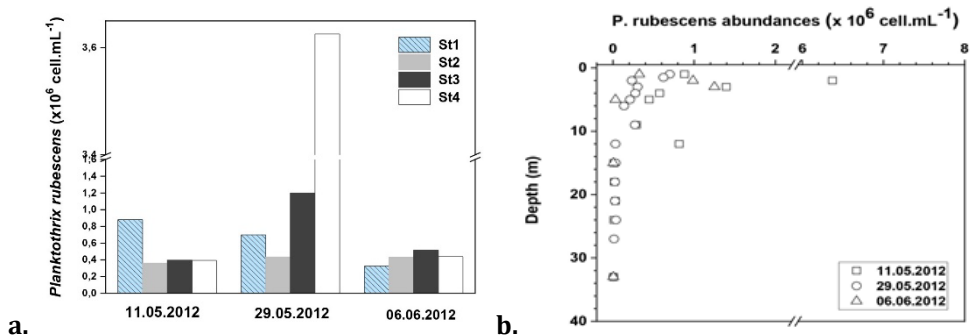 3,6
3,4
1,6
1,4
1,2
1,0
0,8
0,6
0,4
0,2
0,0
Planktothrix rubescens (x10⁶ cell.mL⁻¹)
St1
St2
St3
St4
11.05.2012 29.05.2012 06.06.2012
a.
P. rubescens abundances (x 10⁶ cell.mL⁻¹)
0 1 2 6 7 8
0
10
20
30
40
Depth (m)
11.05.2012
29.05.2012
06.06.2012
b.